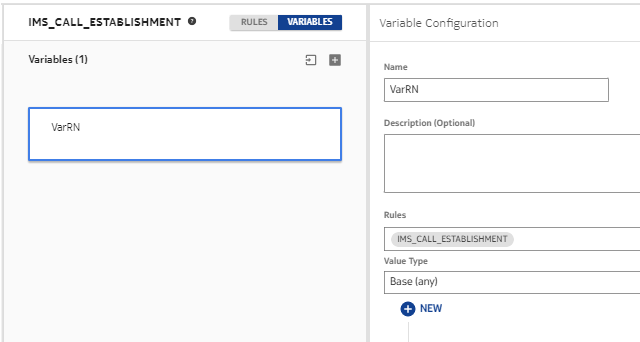 IMS_CALL_ESTABLISHMENT ?
RULES VARIABLES
Variables (1)
VarRN
Variable Configuration
Name
VarRN
Description (Optional)
Rules
IMS_CALL_ESTABLISHMENT
Value Type
Base (any)
NEW